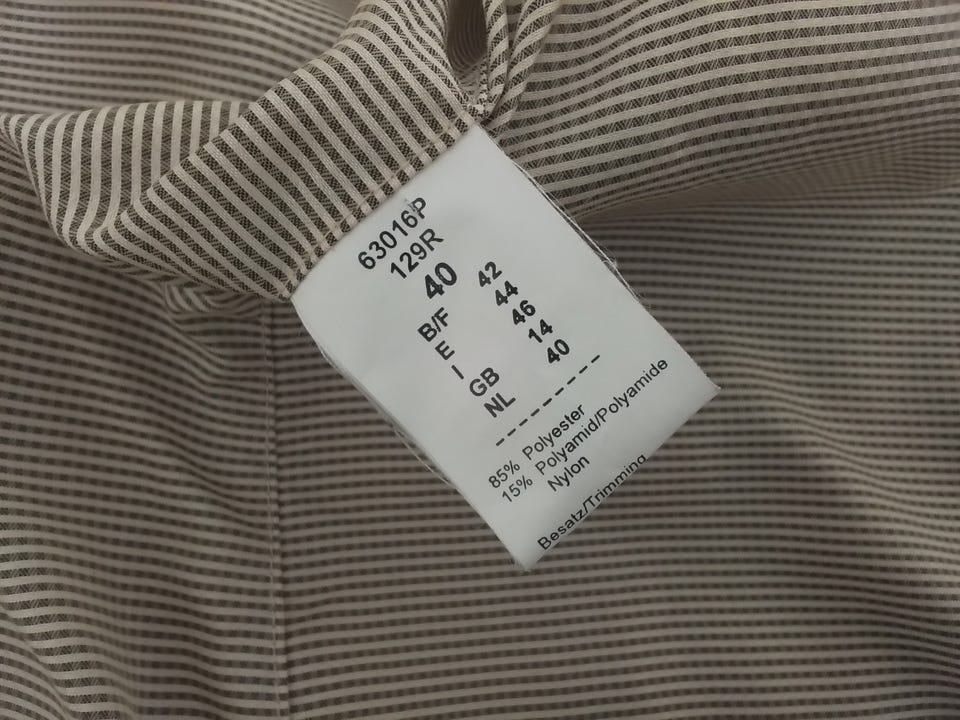 63016P
129R
40
B/F 42
E 44
I 46
GB 14
NL 40
---------
85% Polyester
15% Polyamid/Polyamide
Nylon
Besatz/Trimming